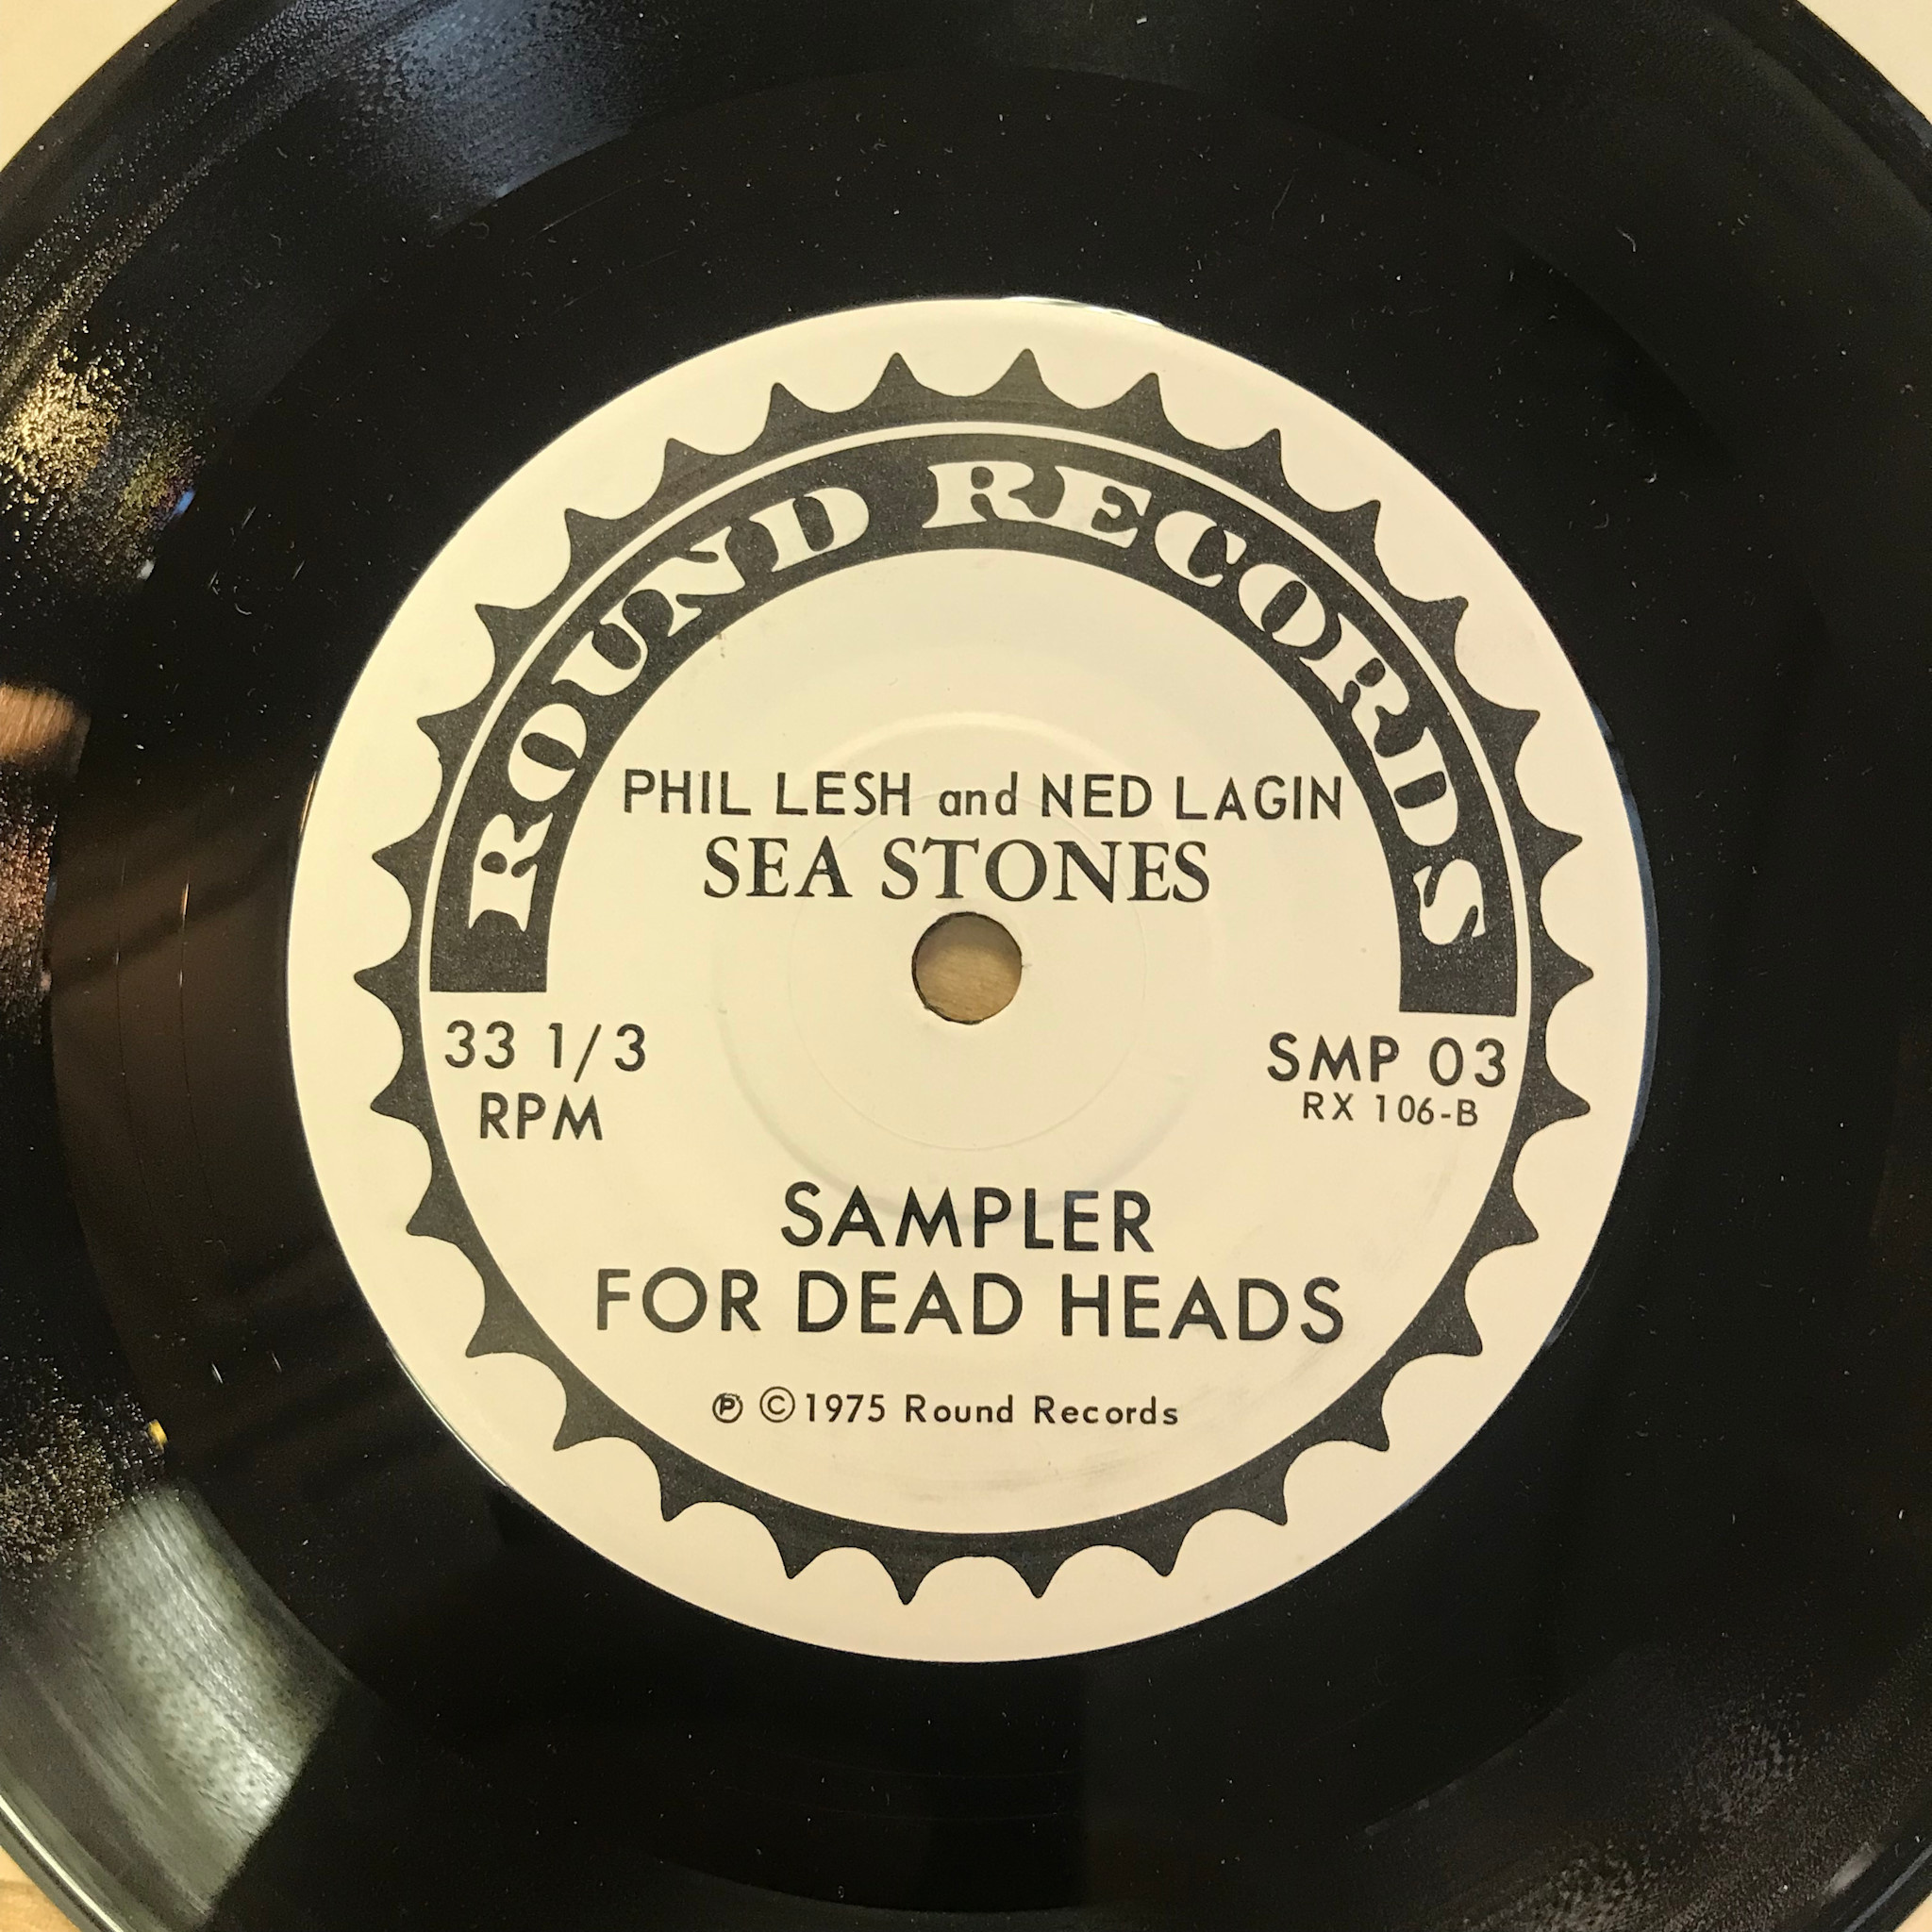 ROUND RECORDS
PHIL LESH and NED LAGIN
SEA STONES
33 1/3
RPM
SMP 03
RX 106-B
SAMPLER
FOR DEAD HEADS
℗ ©1975 Round Records